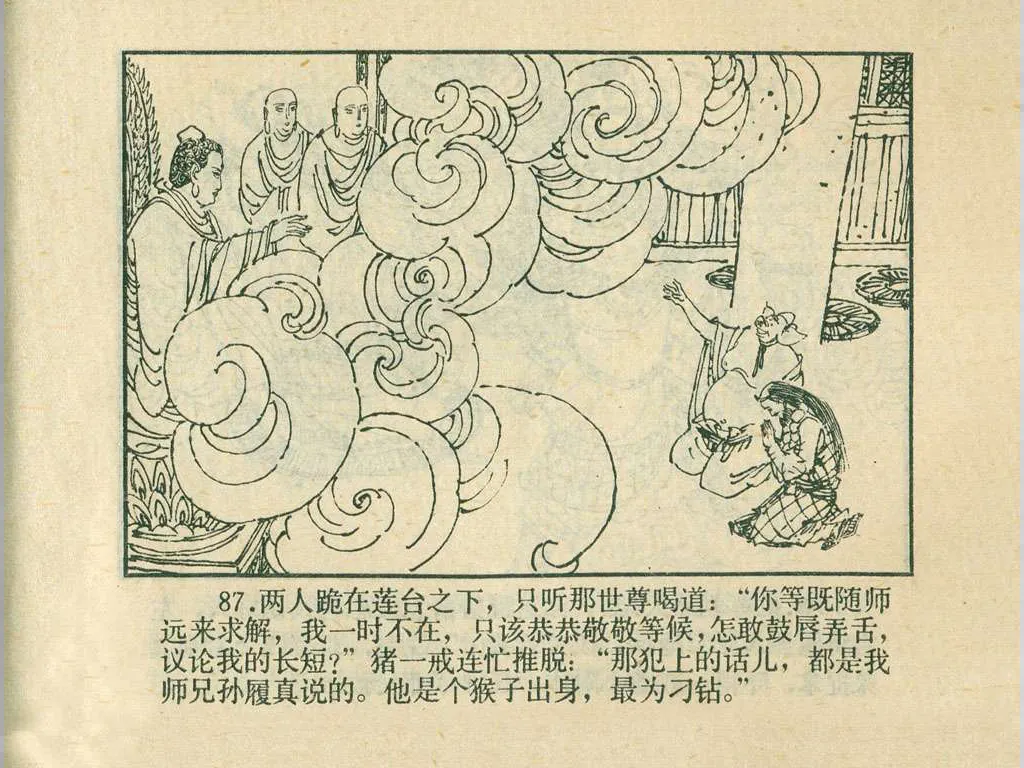 87.两人跪在莲台之下，只听那世尊喝道：“你等既随师
远来求解，我一时不在，只该恭恭敬敬等候，怎敢鼓唇弄舌，
议论我的长短？”猪一戒连忙推脱：“那犯上的话儿，都是我
师兄孙履真说的。他是个猴子出身，最为刁钻。”